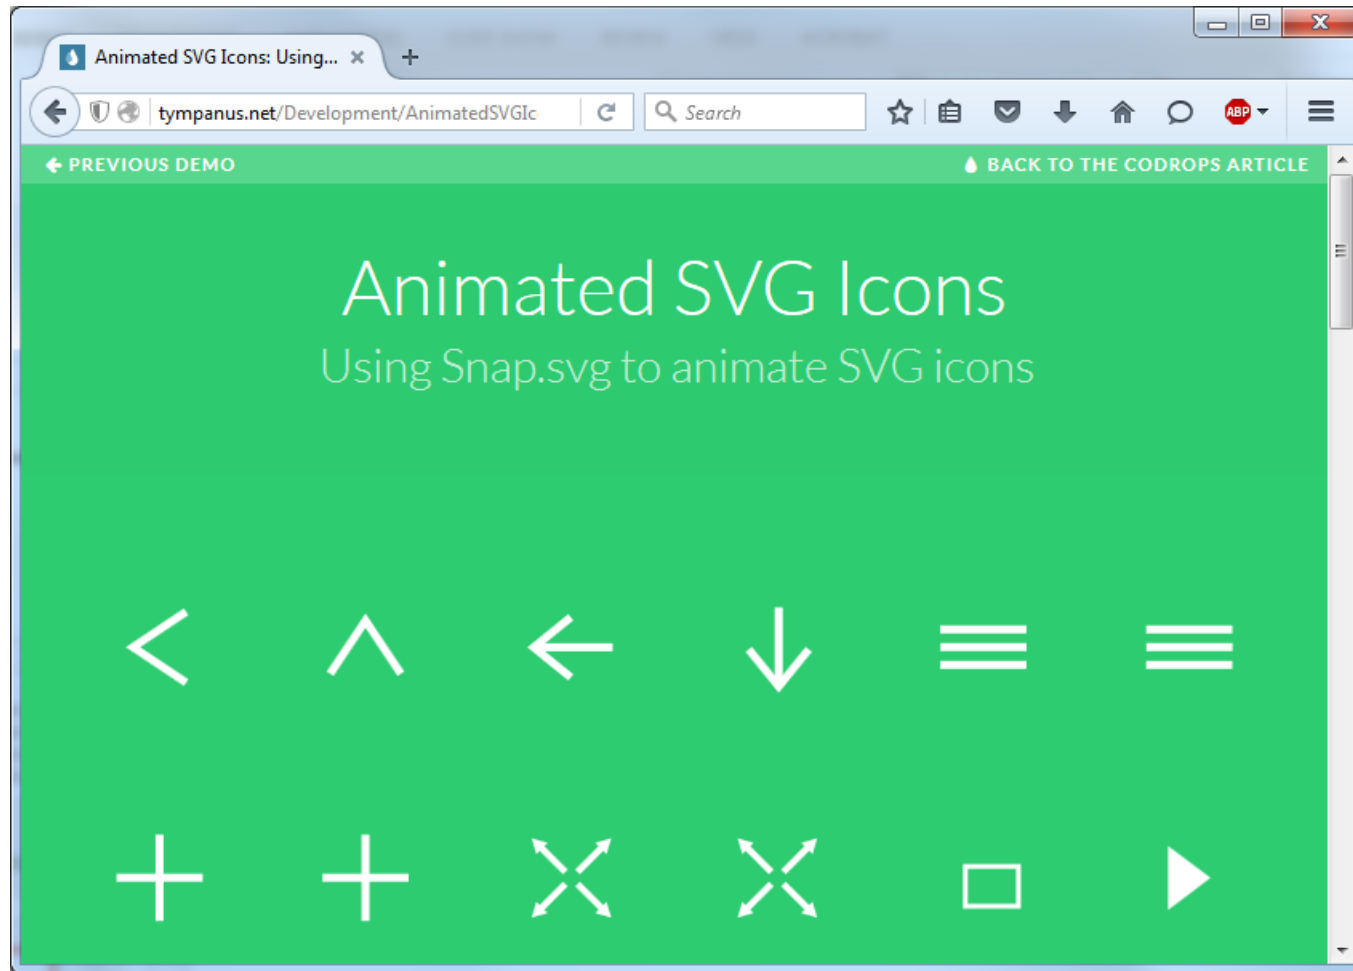 Animated SVG Icons: Using...
tympanus.net/Development/AnimatedSVGIc
Search
ABP
PREVIOUS DEMO
BACK TO THE CODROPS ARTICLE
Animated SVG Icons
Using Snap.svg to animate SVG icons